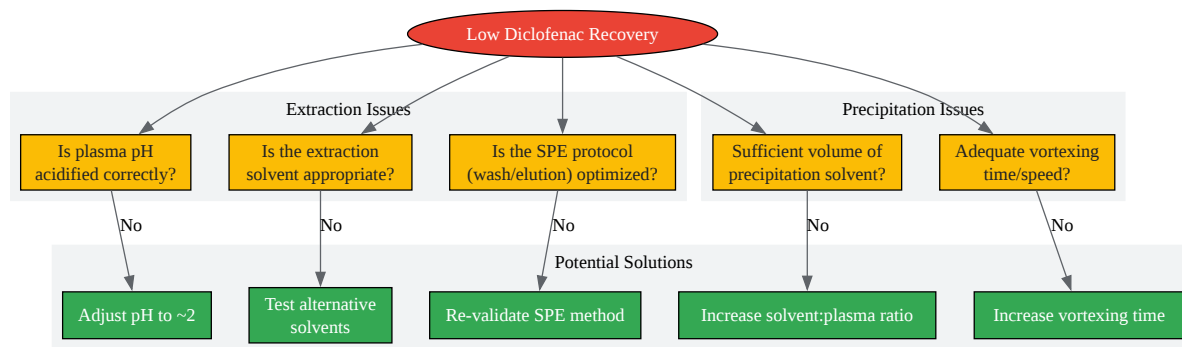 Low Diclofenac Recovery
Extraction Issues
Precipitation Issues
Is plasma pH
acidified correctly?
Is the extraction
solvent appropriate?
Is the SPE protocol
(wash/elution) optimized?
Sufficient volume of
precipitation solvent?
Adequate vortexing
time/speed?
No
No
No
No
No
Potential Solutions
Adjust pH to ~2
Test alternative
solvents
Re-validate SPE method
Increase solvent:plasma ratio
Increase vortexing time